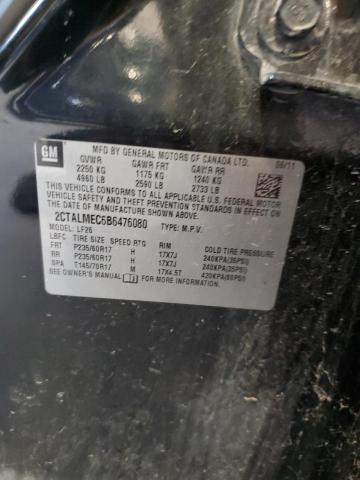 GM
MFD BY GENERAL MOTORS OF CANADA LTD. 06/11
GVWR GAWR FRT GAWR RR
2250 KG 1175 KG 1240 KG
4960 LB 2590 LB 2733 LB
THIS VEHICLE CONFORMS TO ALL APPLICABLE U.S. FEDERAL
MOTOR VEHICLE SAFETY AND THEFT PREVENTION STANDARDS
IN EFFECT ON THE DATE OF MANUFACTURE SHOWN ABOVE.
2CTALMEC6B6476080 TYPE: M.P.V.
MODEL: LF26
LBFC TIRE SIZE SPEED RTG RIM COLD TIRE PRESSURE
FRT P235/60R17 H 17X7J 240KPA(35PSI)
RR P235/60R17 H 17X7J 240KPA(35PSI)
SPA T145/70R17 M 17X4.5T 420KPA(60PSI)
SEE OWNER'S MANUAL FOR MORE INFORMATION.